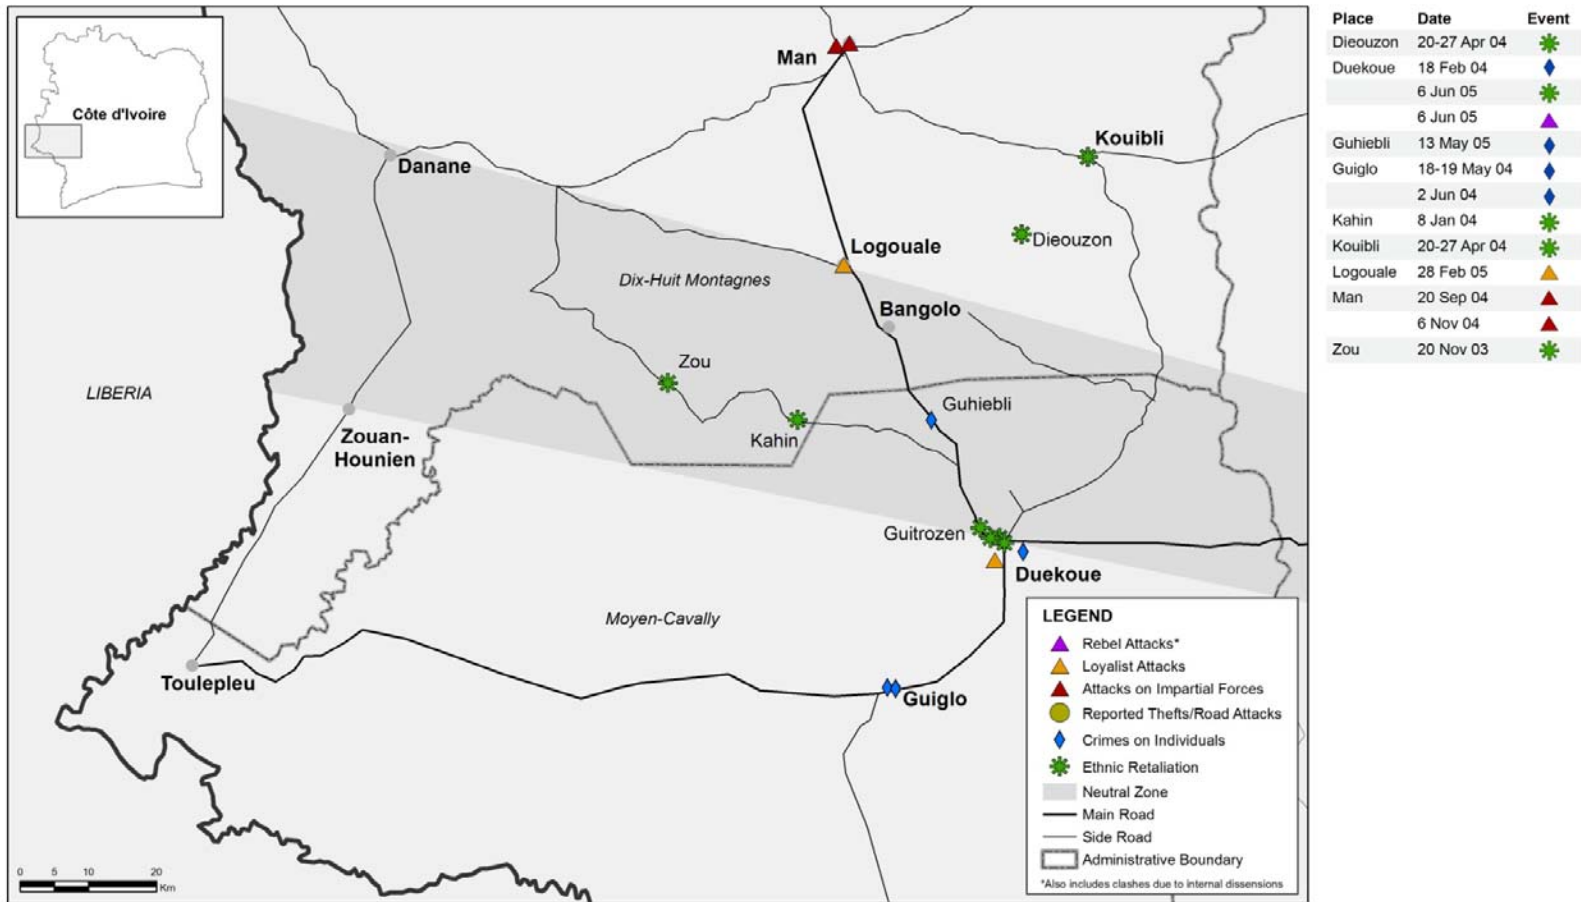 Côte d'Ivoire
Man
Danane
Kouibli
Dieouzon
Logouale
Dix-Huit Montagnes
Bangolo
Zou
LIBERIA
Guhiebli
Kahin
Zouan-
Hounien
Guitrozen
Duekoue
Moyen-Cavally
Toulepleu
Guiglo
0 5 10 20
Km
LEGEND
Rebel Attacks*
Loyalist Attacks
Attacks on Impartial Forces
Reported Thefts/Road Attacks
Crimes on Individuals
Ethnic Retaliation
Neutral Zone
Main Road
Side Road
Administrative Boundary
*Also includes clashes due to internal dissensions
Place Date Event
Dieouzon 20-27 Apr 04
Duekoue 18 Feb 04
6 Jun 05
6 Jun 05
Guhiebli 13 May 05
Guiglo 18-19 May 04
2 Jun 04
Kahin 8 Jan 04
Kouibli 20-27 Apr 04
Logouale 28 Feb 05
Man 20 Sep 04
6 Nov 04
Zou 20 Nov 03